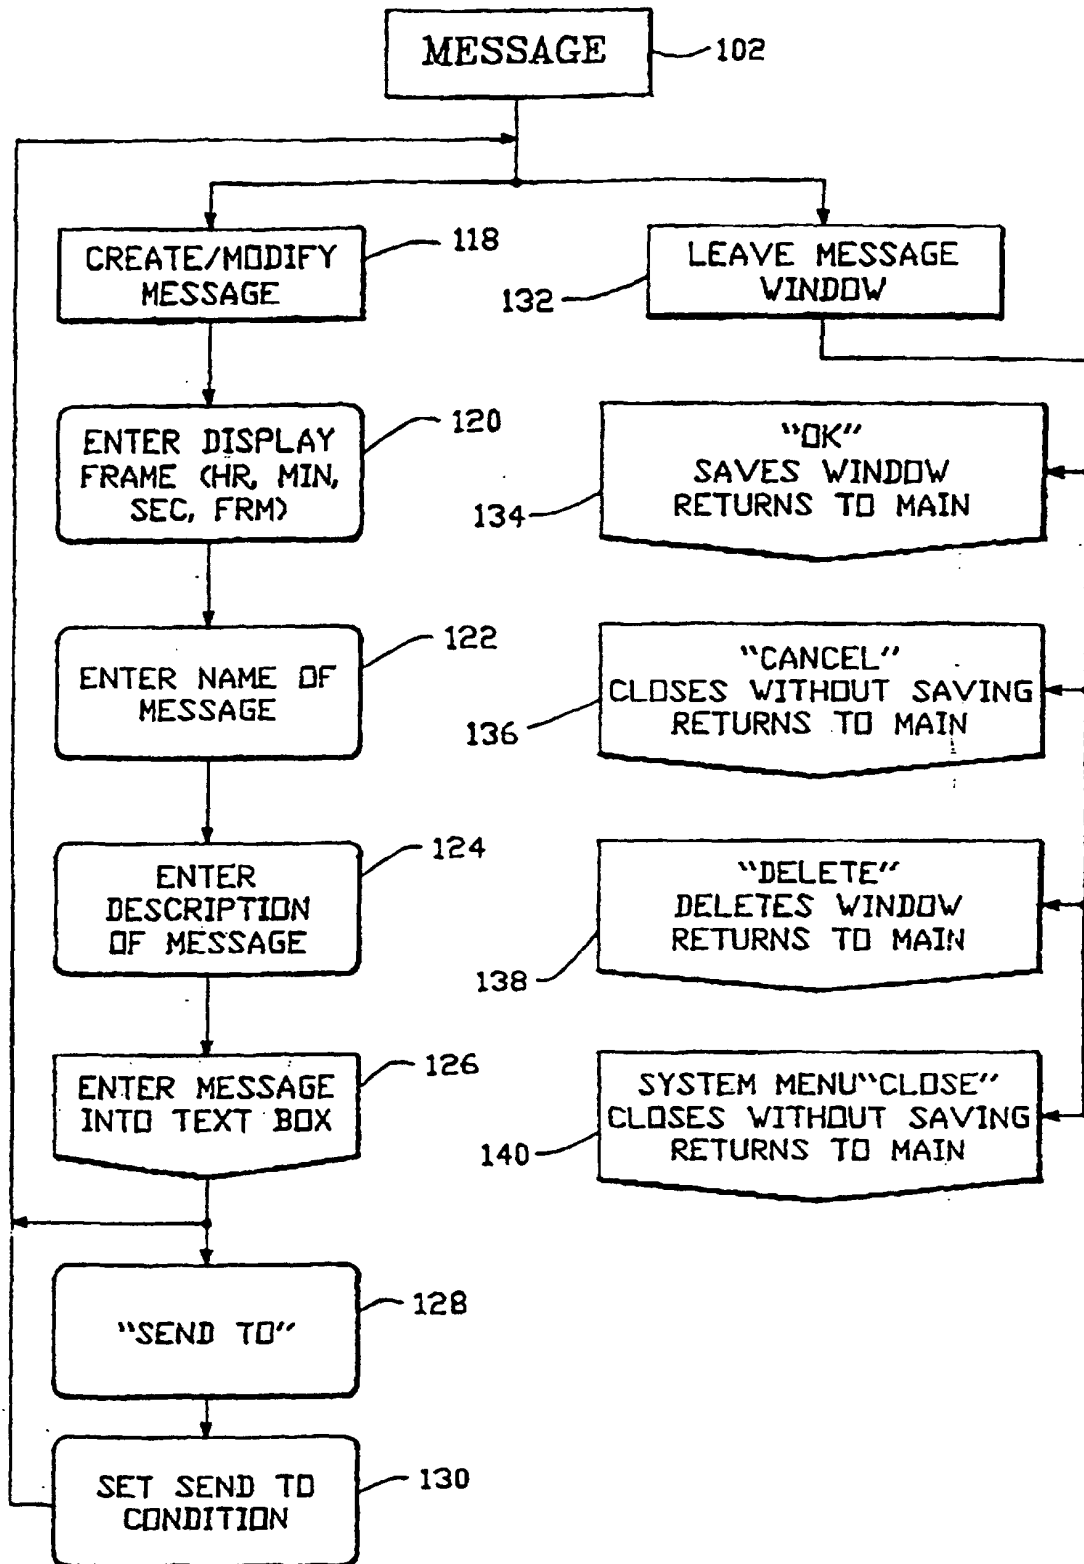 MESSAGE
102
CREATE/MODIFY
MESSAGE
118
LEAVE MESSAGE
WINDOW
132
ENTER DISPLAY
FRAME (HR, MIN,
SEC, FRM)
120
"OK"
SAVES WINDOW
RETURNS TO MAIN
134
ENTER NAME OF
MESSAGE
122
"CANCEL"
CLOSES WITHOUT SAVING
RETURNS TO MAIN
136
ENTER
DESCRIPTION
OF MESSAGE
124
"DELETE"
DELETES WINDOW
RETURNS TO MAIN
138
ENTER MESSAGE
INTO TEXT BOX
126
SYSTEM MENU"CLOSE"
CLOSES WITHOUT SAVING
RETURNS TO MAIN
140
"SEND TO"
128
SET SEND TO
CONDITION
130